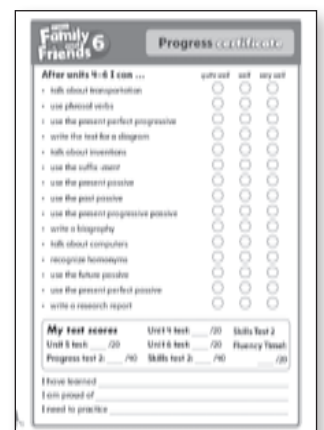 Family and Friends 6
Progress certificate
After units 4–6 I can ... quite well well very well
• talk about transportation
• use phrasal verbs
• use the present perfect progressive
• write the text for a diagram
• talk about inventions
• use the suffix -ment
• use the present passive
• use the past passive
• use the present progressive passive
• write a biography
• talk about computers
• recognize homonyms
• use the future passive
• use the present perfect passive
• write a research report
My test scores Unit 4 test: /20 Skills Test 2
Unit 5 test: /20 Unit 6 test: /20 Fluency Time!:
Progress test 2: /40 Skills test 2: /40 /20
I have learned
I am proud of
I need to practice